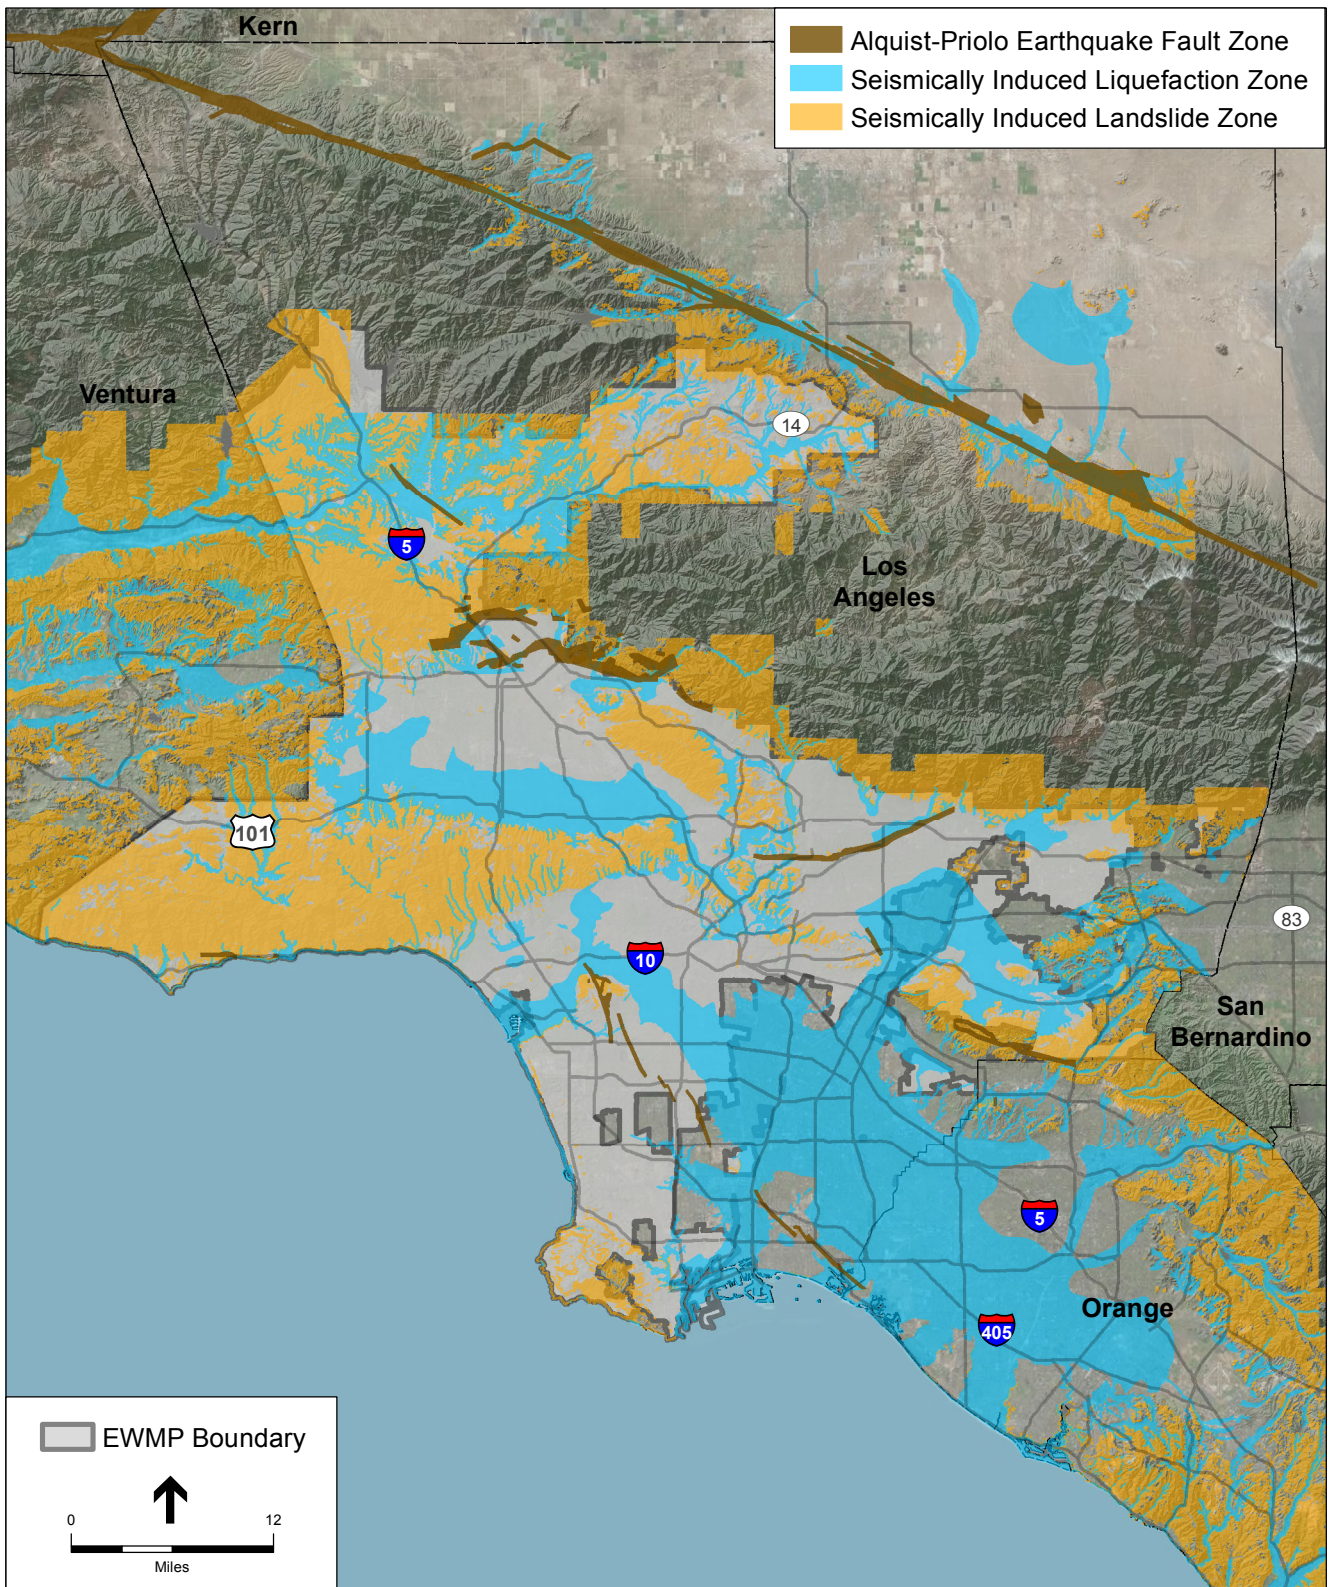 Kern
Alquist-Priolo Earthquake Fault Zone
Seismically Induced Liquefaction Zone
Seismically Induced Landslide Zone
Ventura
14
5
Los
Angeles
101
83
10
San
Bernardino
5
Orange
405
EWMP Boundary
0 12
Miles